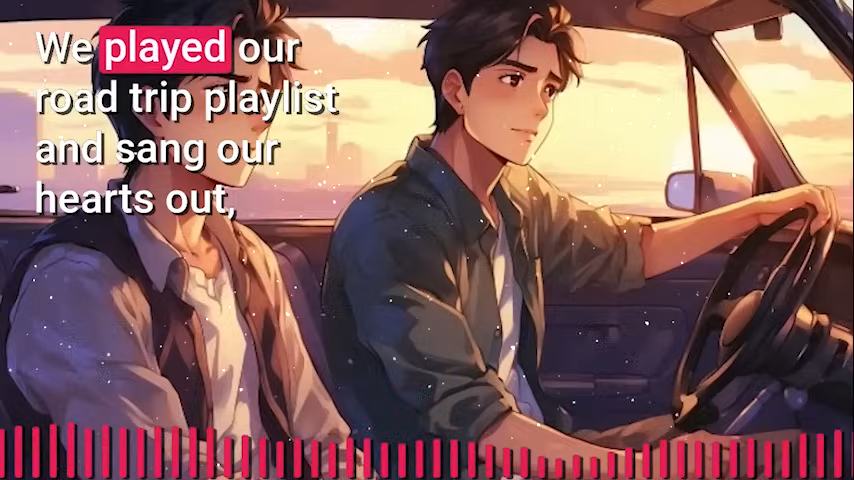 We played our
road trip playlist
and sang our
hearts out,